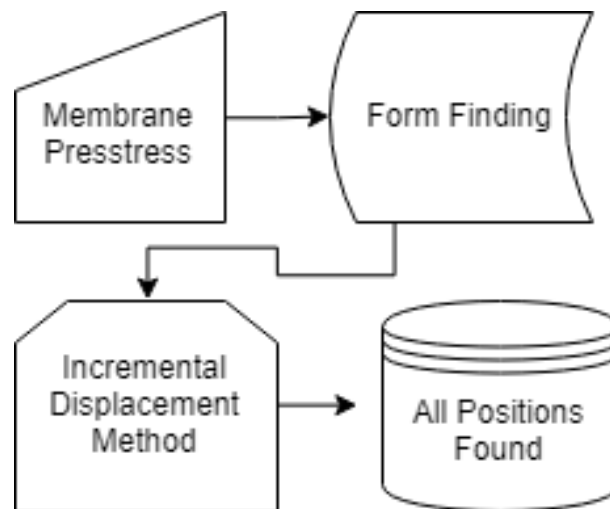 Membrane
Presstress
Form Finding
Incremental
Displacement
Method
All Positions
Found